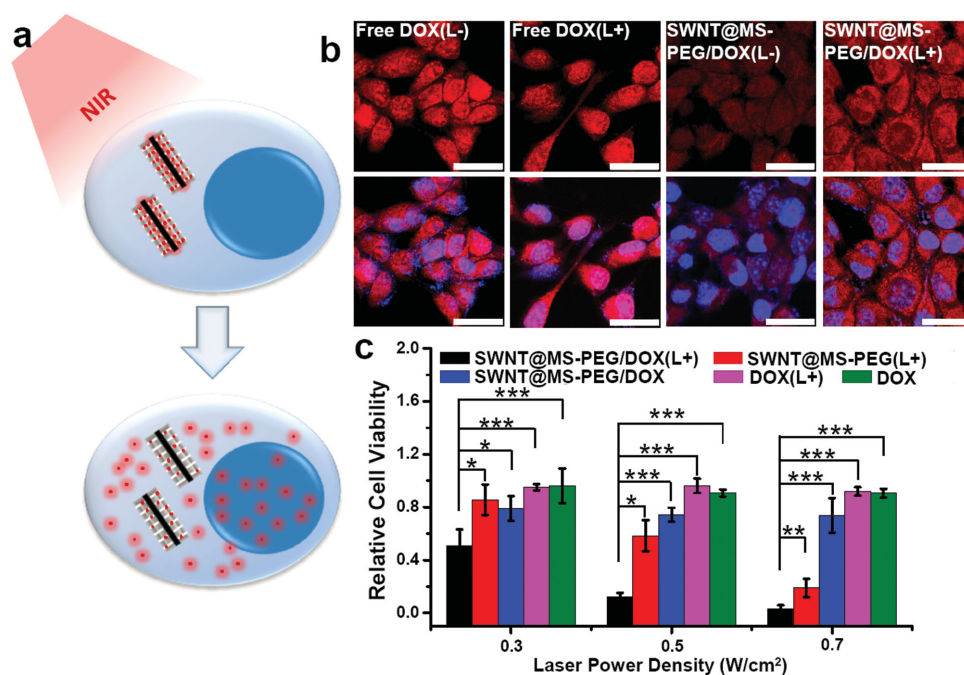 a
NIR
b
Free DOX(L-)
Free DOX(L+)
SWNT@MS-
PEG/DOX(L-)
SWNT@MS-
PEG/DOX(L+)
c
SWNT@MS-PEG/DOX(L+)
SWNT@MS-PEG(L+)
SWNT@MS-PEG/DOX
DOX(L+)
DOX
Relative Cell Viability
2.0
1.6
1.2
0.8
0.4
0.0
***
***
*
*
***
***
***
*
***
***
***
**
0.3
0.5
0.7
Laser Power Density (W/cm²)